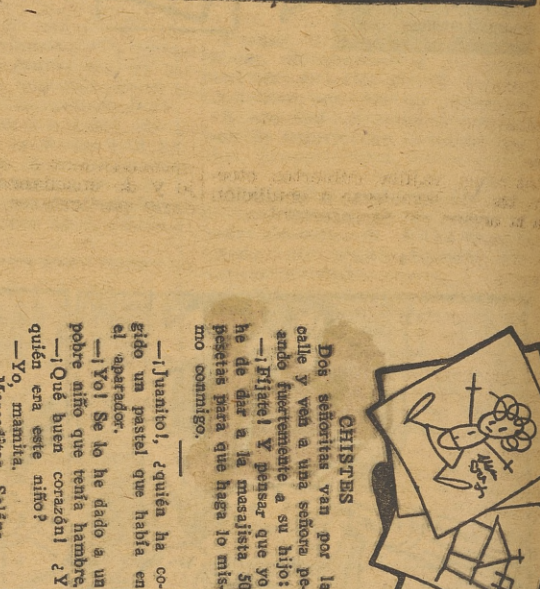 CHISTES
Dos señoritas van por la
calle y ven a una señora pe-
ando fuertemente a su hijo:
—¡Fíjate! Y pensar que yo
he de dar a la masajista 50
pesetas para que haga lo mis-
mo conmigo.
—¡Juanito!, ¿quién ha co-
gido un pastel que había en
el aparador.
—¡Yo! Se lo he dado a un
pobre niño que tenía hambre.
—¡Qué buen corazón! ¿Y
quién era este niño?
—Yo, mamita.